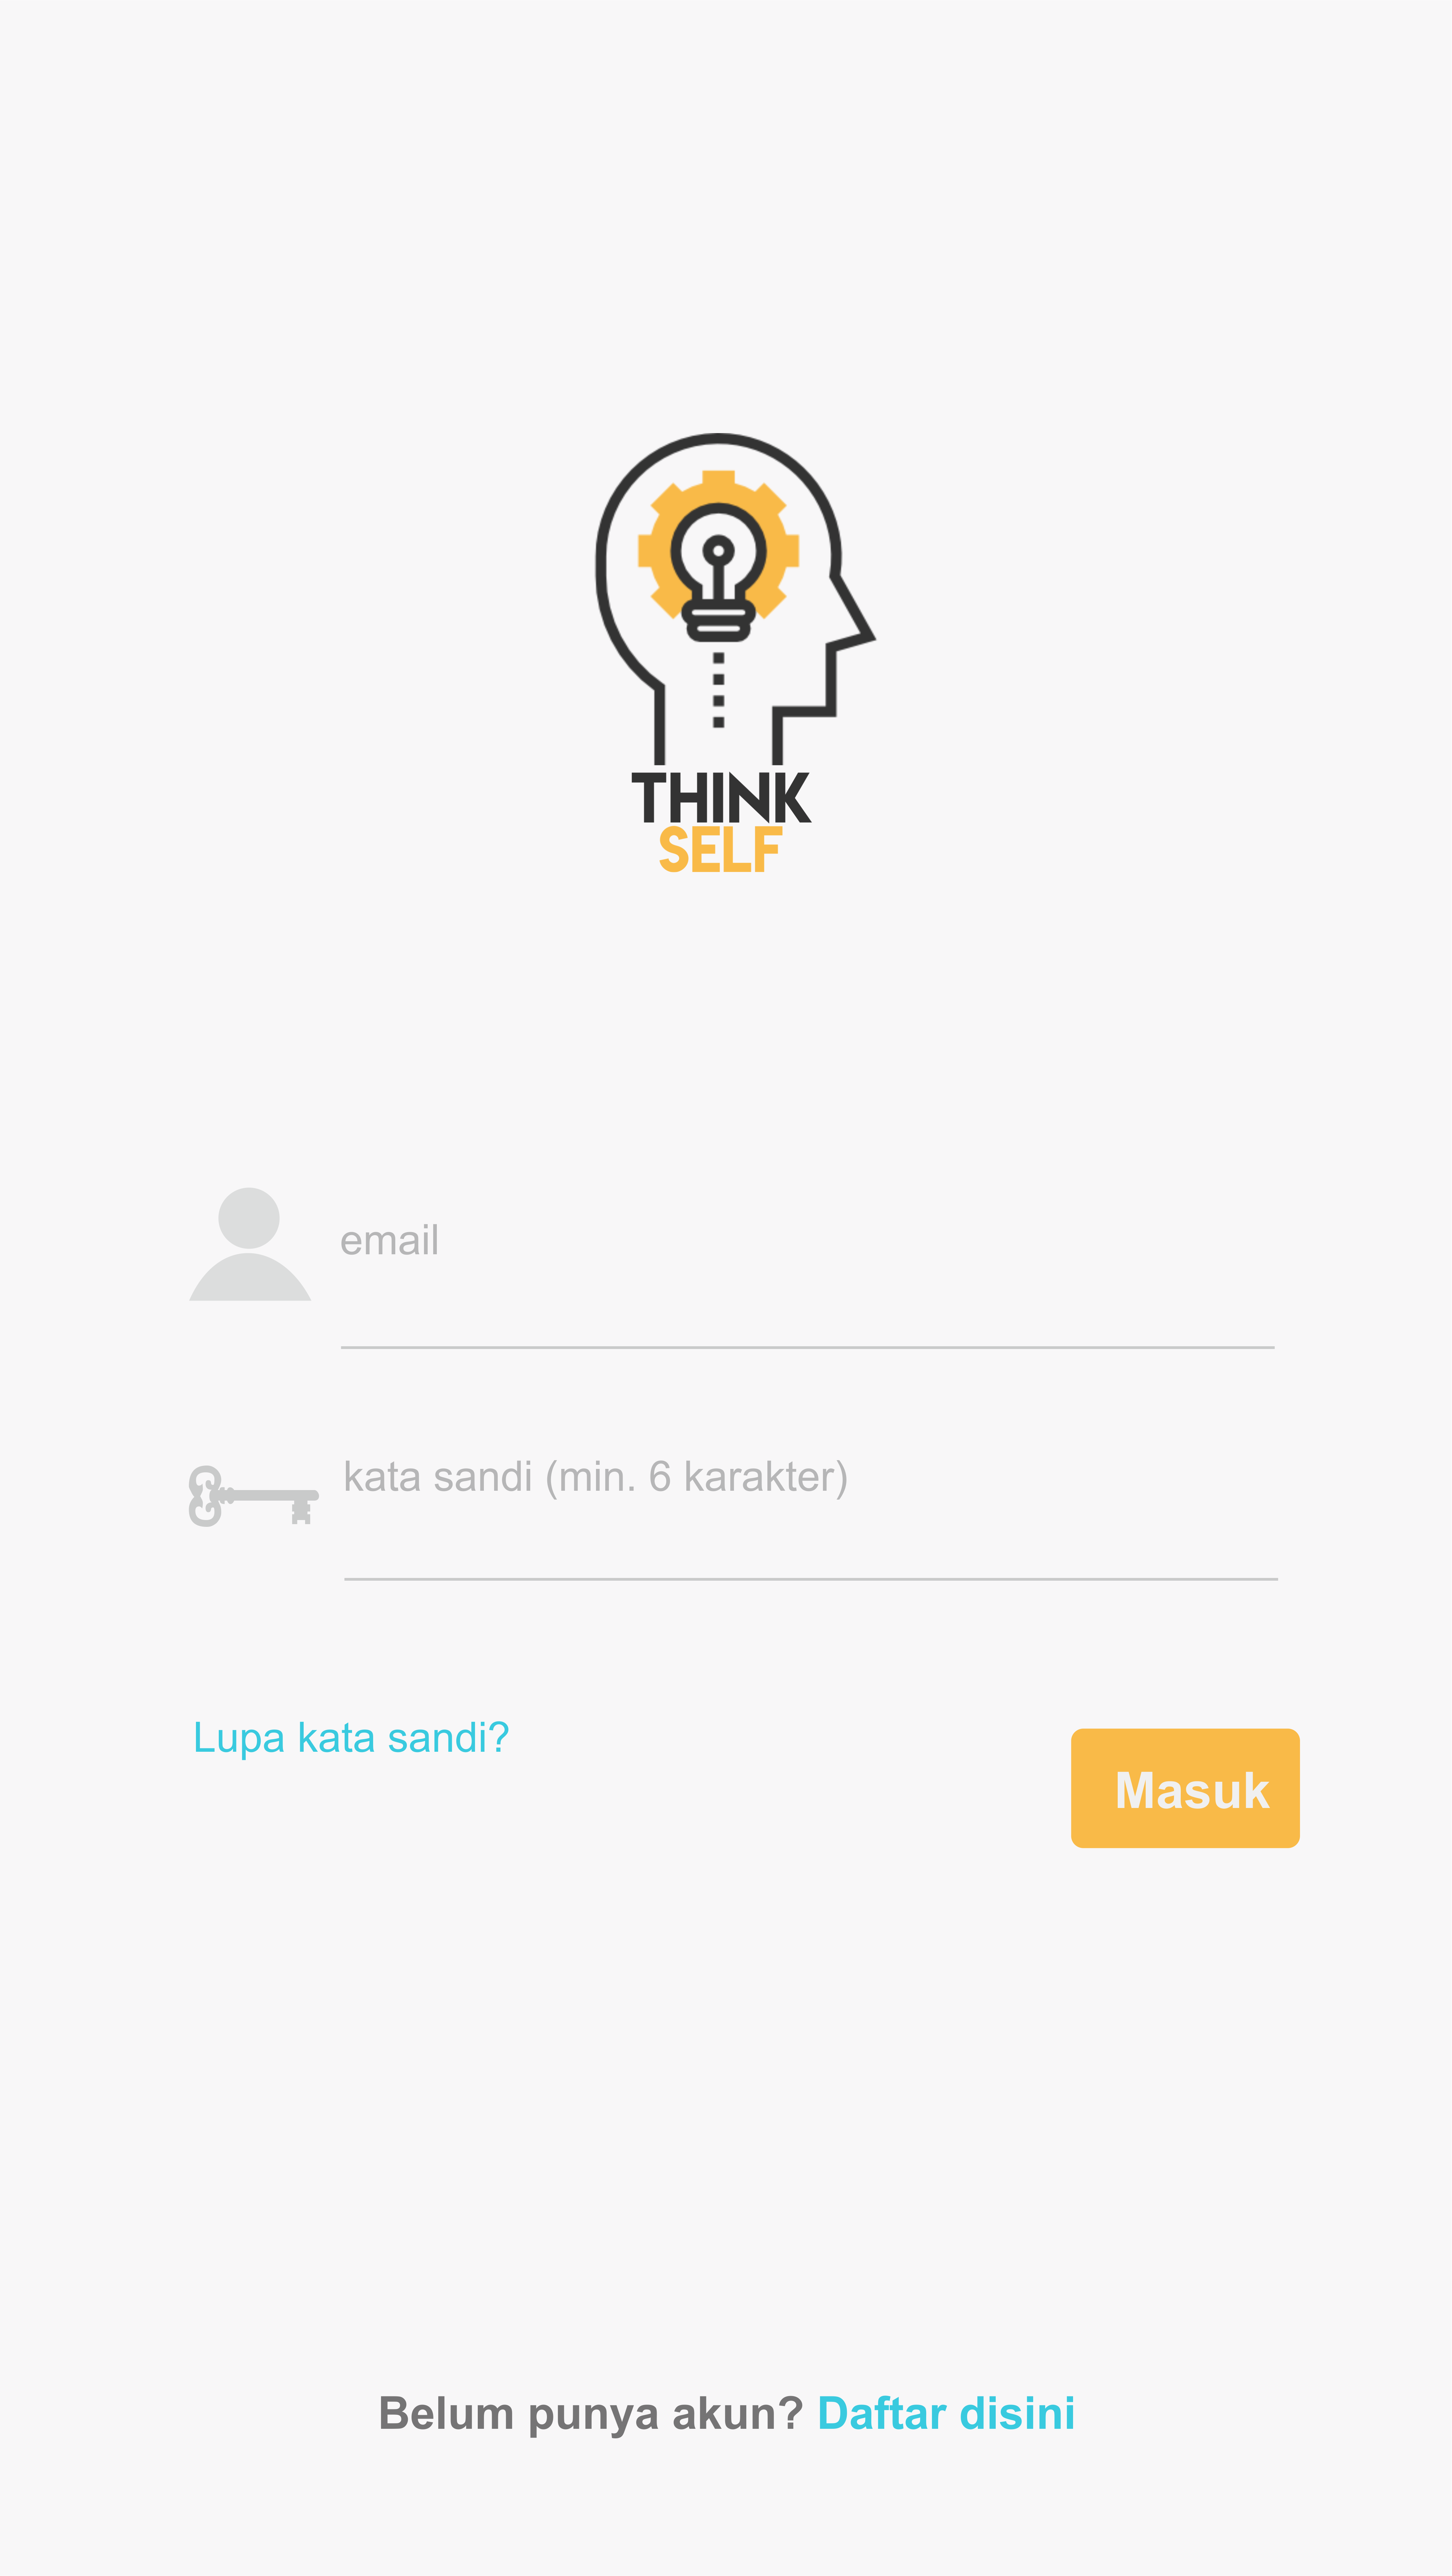 THINK
SELF
email
kata sandi (min. 6 karakter)
Lupa kata sandi?
Masuk
Belum punya akun? Daftar disini